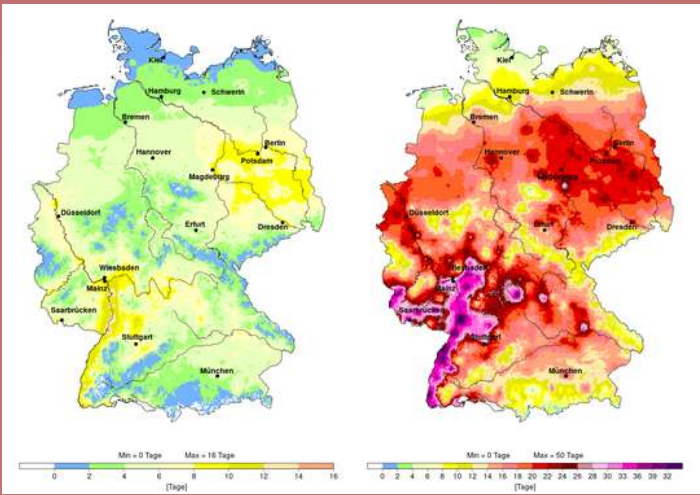 Kiel
Hamburg
Schwerin
Bremen
Hannover
Berlin
Potsdam
Magdeburg
Düsseldorf
Erfurt
Dresden
Wiesbaden
Mainz
Saarbrücken
Stuttgart
München
Min = 0 Tage Max = 16 Tage
0 2 4 6 8 10 12 14 16
[Tage]
Kiel
Hamburg
Schwerin
Bremen
Hannover
Berlin
Potsdam
Magdeburg
Düsseldorf
Erfurt
Dresden
Wiesbaden
Mainz
Saarbrücken
Stuttgart
München
Min = 0 Tage Max = 50 Tage
0 2 4 6 8 10 12 14 16 18 20 22 24 26 28 30 33 36 39 32
[Tage]